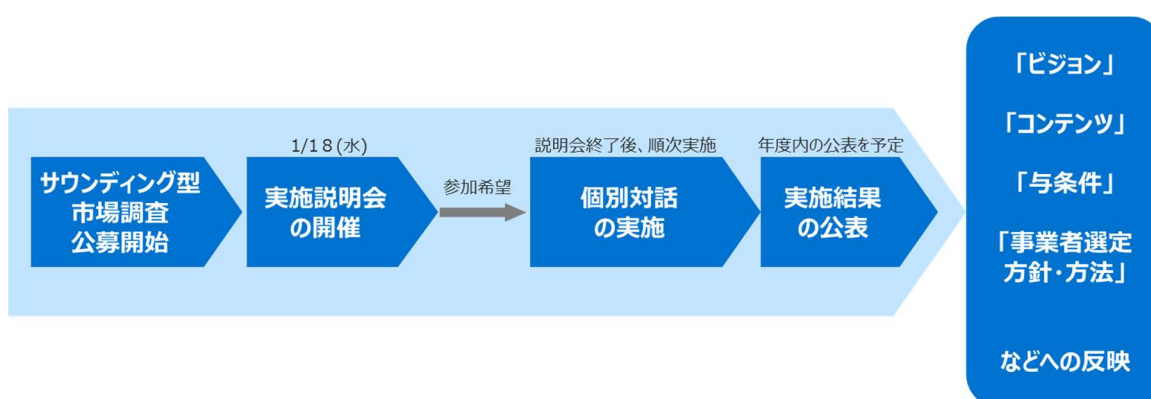 サウンディング型
市場調査
公募開始
1/18(水)
実施説明会
の開催
参加希望
説明会終了後、順次実施
個別対話
の実施
年度内の公表を予定
実施結果
の公表
「ビジョン」
「コンテンツ」
「与条件」
「事業者選定
方針・方法」
などへの反映